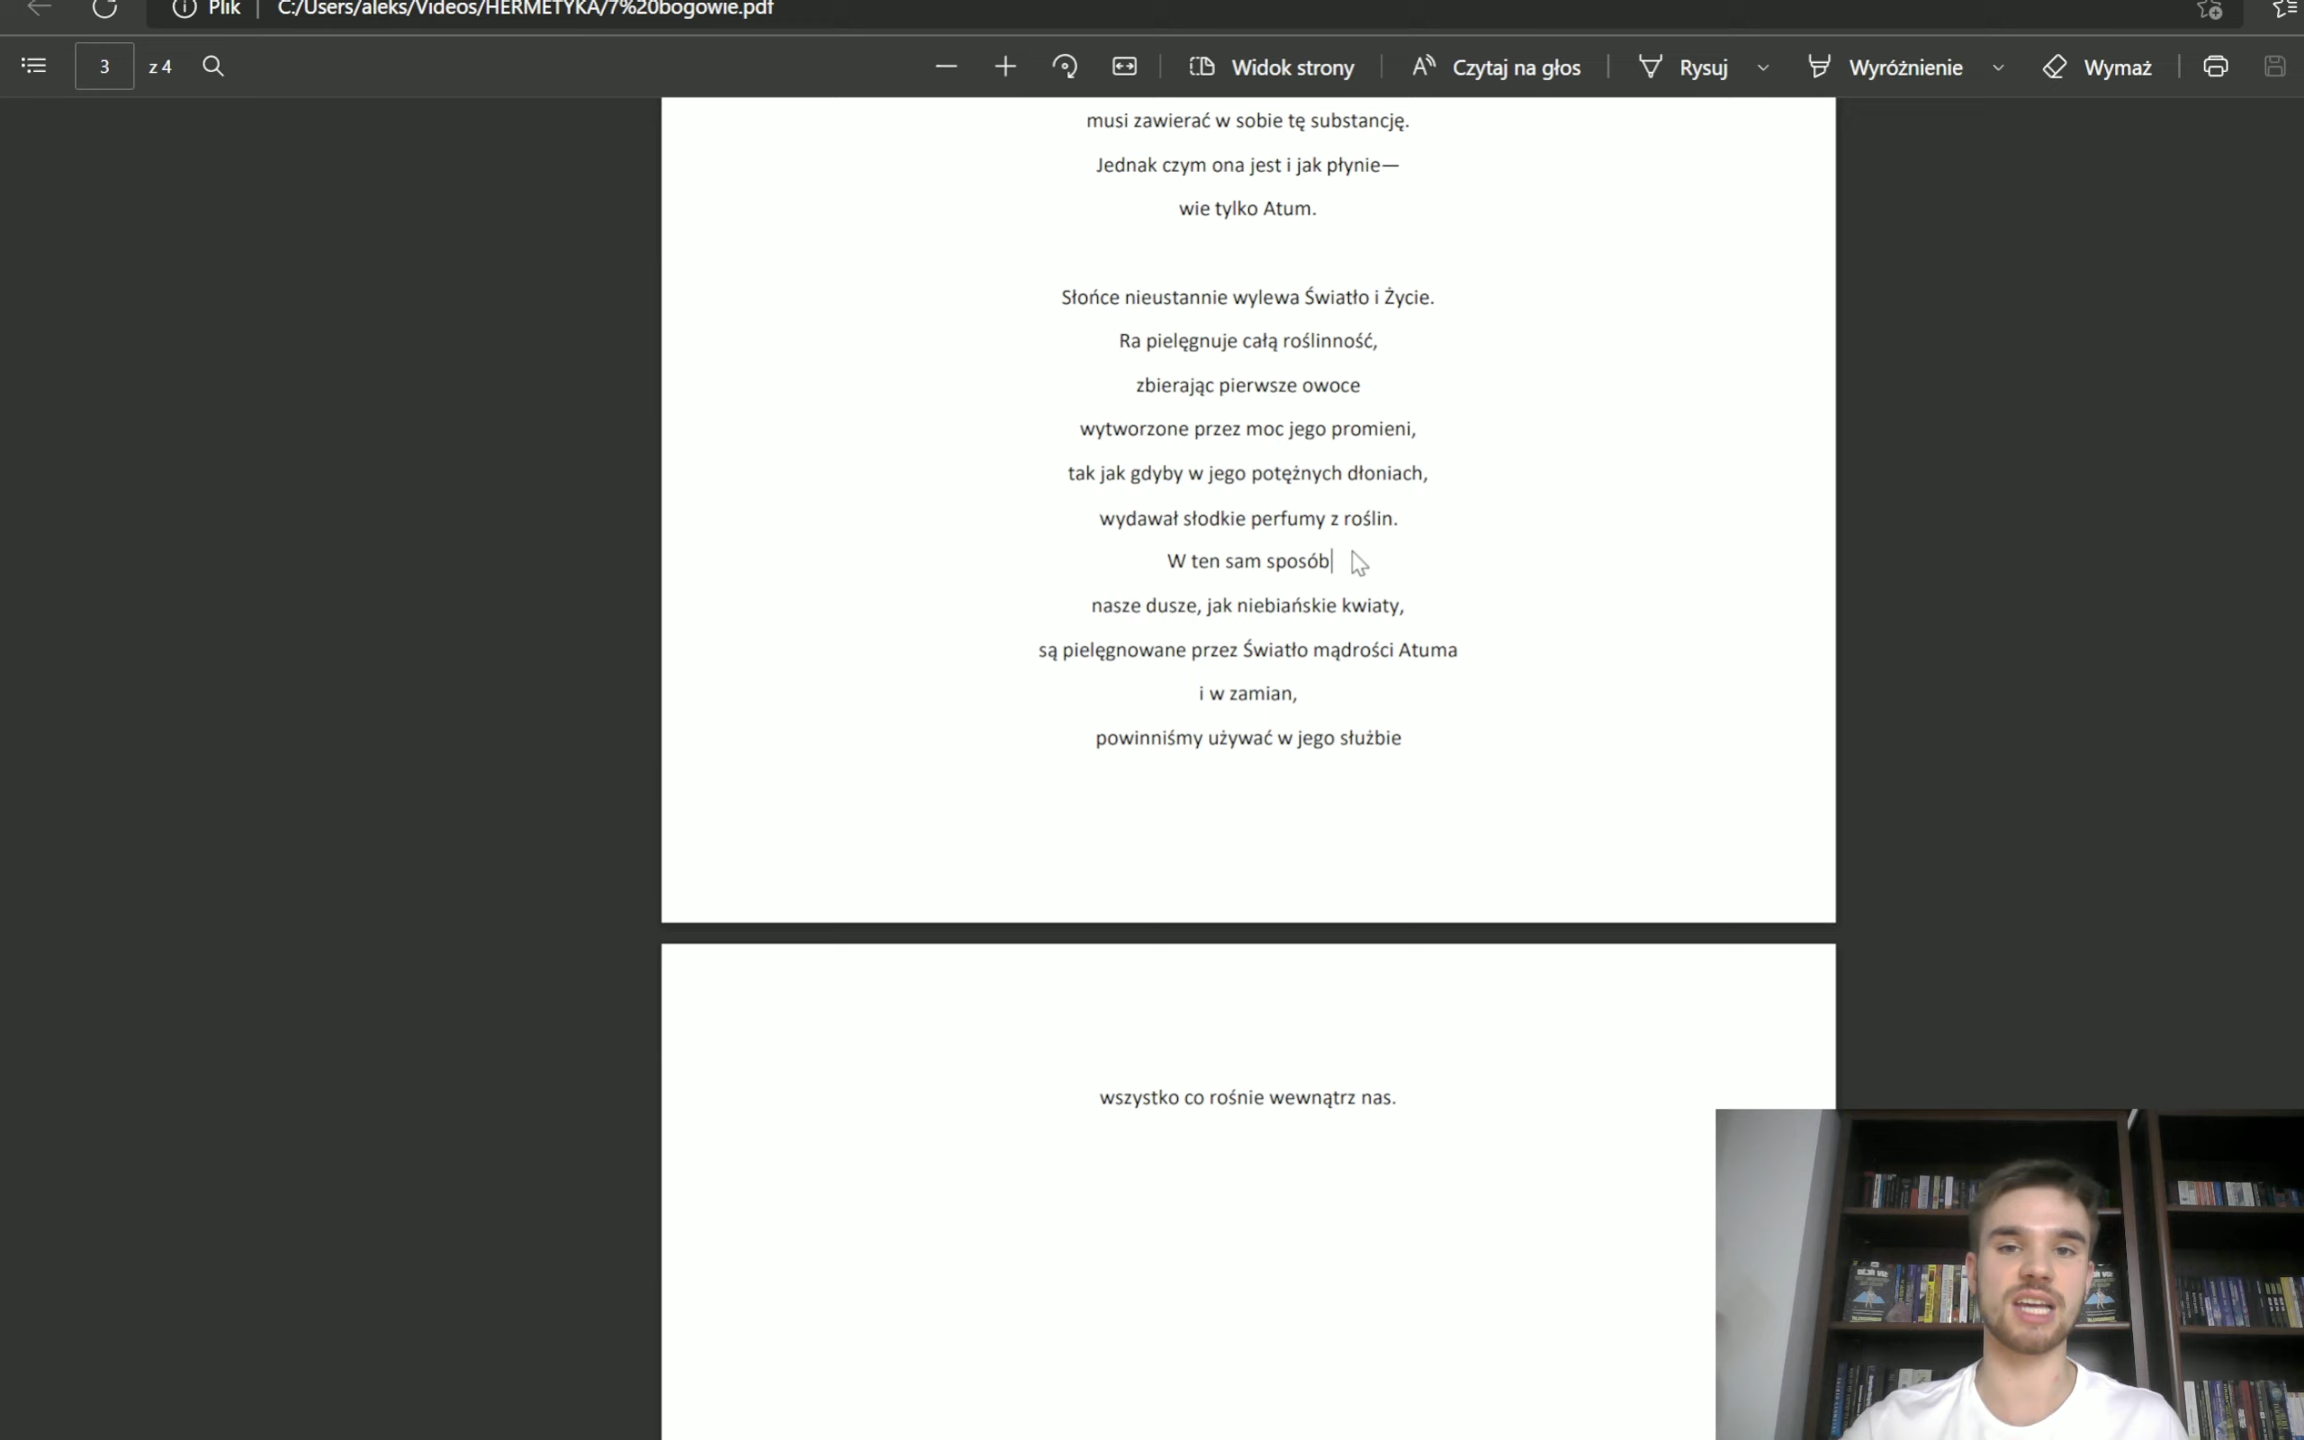 Plik
C:/Users/aleks/Videos/HERMETYKA/7%20bogowie.pdf
3 z 4
Widok strony
Czytaj na głos
Rysuj
Wyróżnienie
Wymaż
musi zawierać w sobie tę substancję.
Jednak czym ona jest i jak płynie—
wie tylko Atum.
Słońce nieustannie wylewa Światło i Życie.
Ra pielęgnuje całą roślinność,
zbierając pierwsze owoce
wytworzone przez moc jego promieni,
tak jak gdyby w jego potężnych dłoniach,
wydawał słodkie perfumy z roślin.
W ten sam sposób
nasze dusze, jak niebiańskie kwiaty,
są pielęgnowane przez Światło mądrości Atuma
i w zamian,
powinniśmy używać w jego służbie
wszystko co rośnie wewnątrz nas.